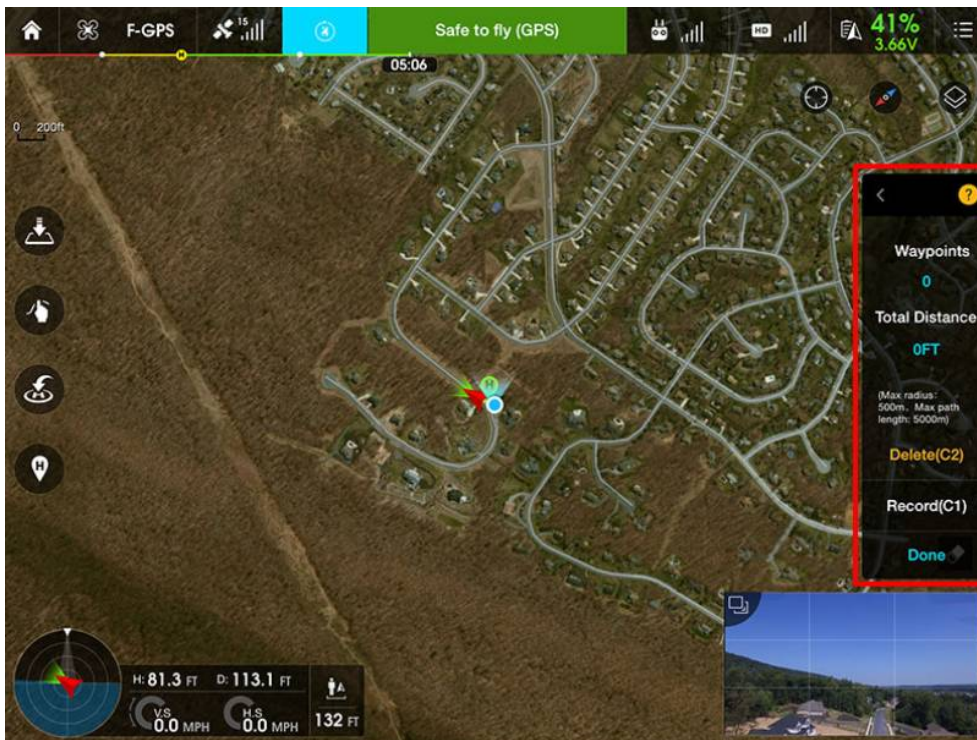 F-GPS
15
Safe to fly (GPS)
HD
41%
3.66V
H
05:06
0 200ft
?
Waypoints
0
Total Distance
0FT
(Max radius:
500m, Max path
length: 5000m)
Delete(C2)
Record(C1)
Done
H
H
H
H: 81.3 FT D: 113.1 FT
V.S
0.0 MPH
H.S
0.0 MPH
132 FT